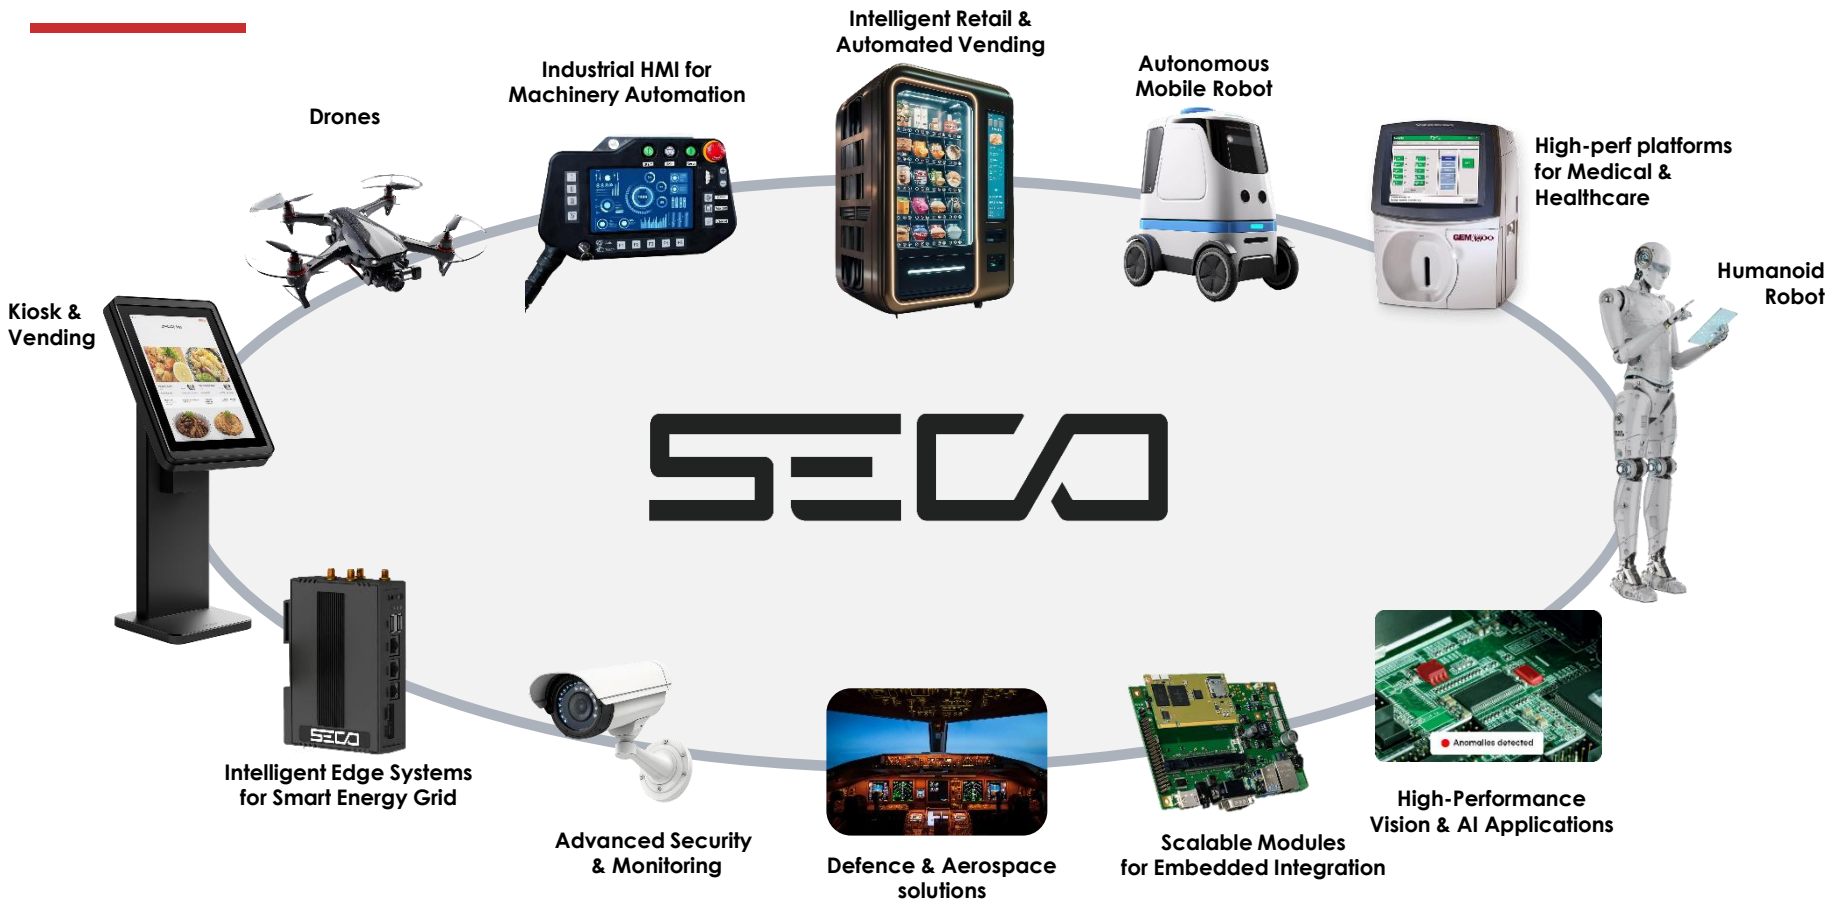 Intelligent Retail &
Automated Vending
Industrial HMI for
Machinery Automation
Autonomous
Mobile Robot
Drones
High-perf platforms
for Medical &
Healthcare
Humanoid
Robot
Kiosk &
Vending
SECO
SECO
Anomalies detected
Intelligent Edge Systems
for Smart Energy Grid
High-Performance
Vision & AI Applications
Advanced Security
& Monitoring
Scalable Modules
for Embedded Integration
Defence & Aerospace
solutions